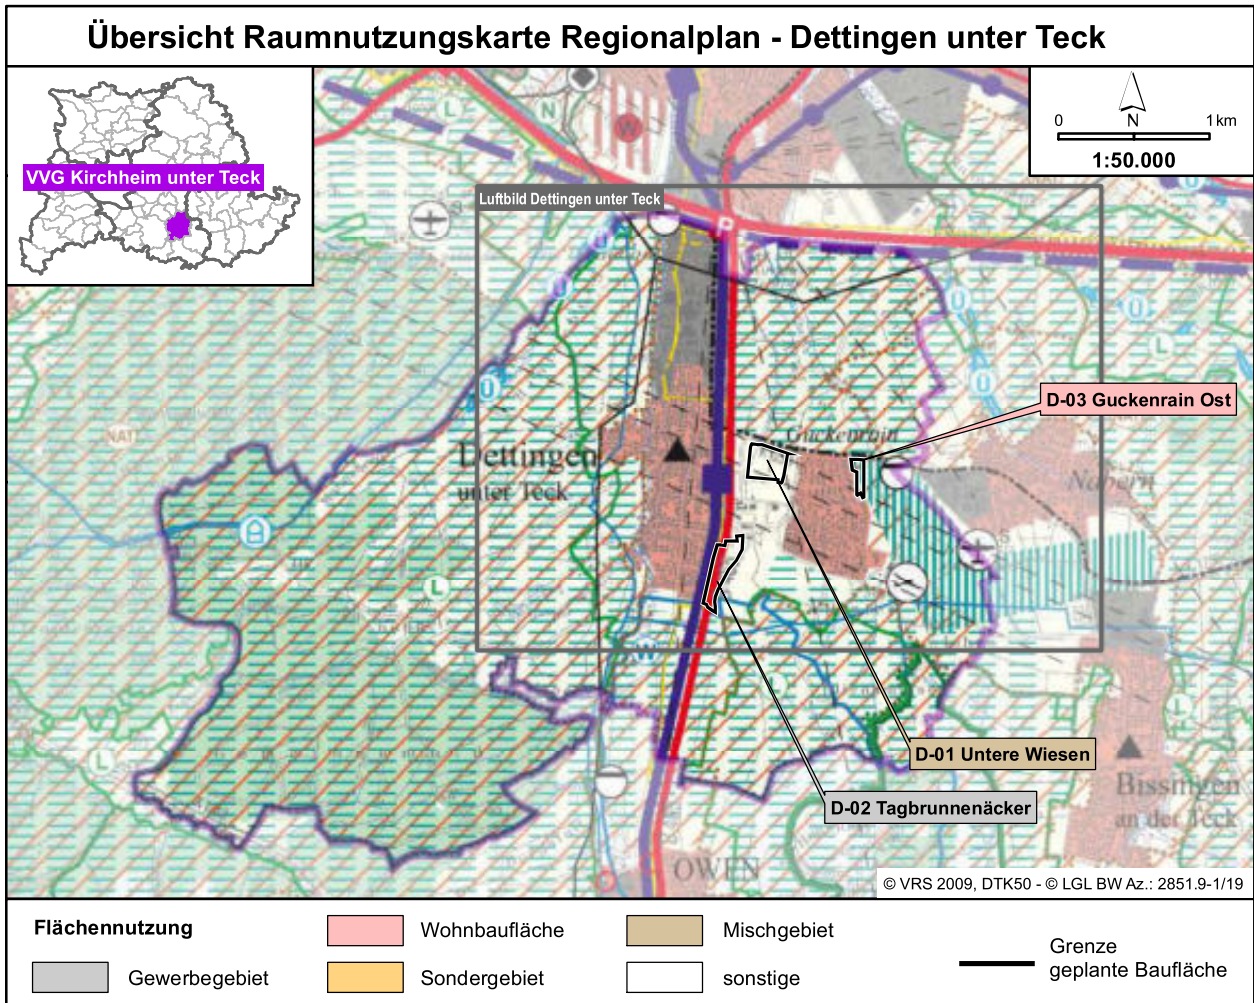 Übersicht Raumnutzungskarte Regionalplan - Dettingen unter Teck
VVG Kirchheim unter Teck
0
N
1 km
1:50.000
L
N
W
Luftbild Dettingen unter Teck
P
Ü
Ü
Ü
Ü
Ü
Ü
L
D-03 Guckenrain Ost
Guckenrain
Dettingen
unter Teck
Nabern
L
W
L
L
L
D-01 Untere Wiesen
D-02 Tagbrunnenäcker
Bissingen
an der Teck
OWEN
© VRS 2009, DTK50 - © LGL BW Az.: 2851.9-1/19
Flächennutzung
Wohnbaufläche
Mischgebiet
Gewerbegebiet
Sondergebiet
sonstige
Grenze
geplante Baufläche